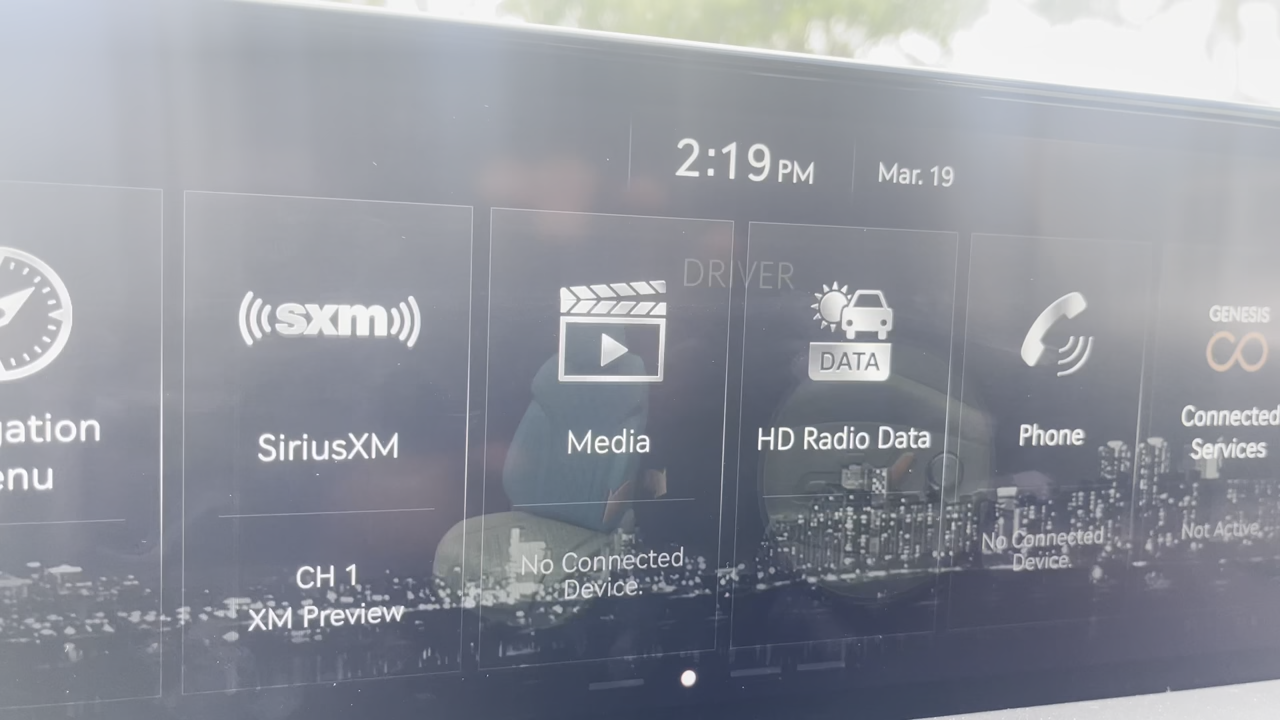 2:19 PM
Mar. 19
DRIVER
gation
enu
sxm
SiriusXM
CH 1
XM Preview
Media
No Connected
Device.
DATA
HD Radio Data
Phone
No Connected
Device.
GENESIS
Connected
Services
Not Active.